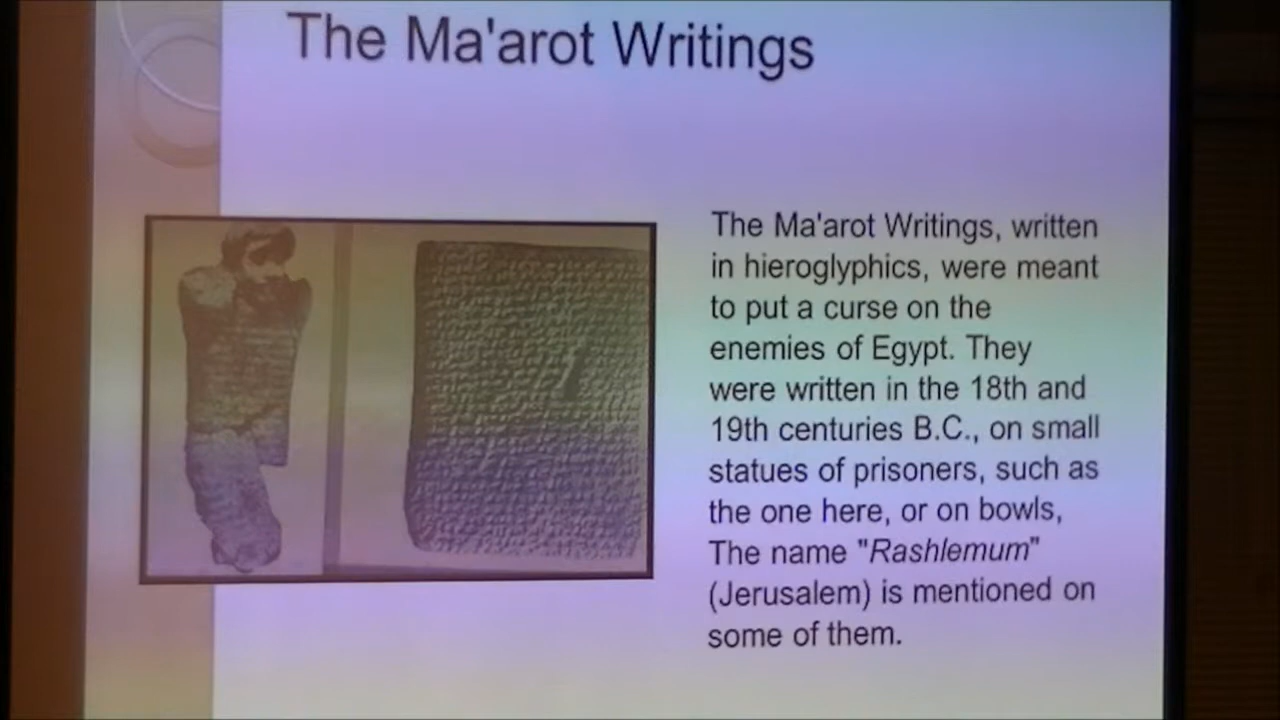 The Ma'arot Writings
The Ma'arot Writings, written
in hieroglyphics, were meant
to put a curse on the
enemies of Egypt. They
were written in the 18th and
19th centuries B.C., on small
statues of prisoners, such as
the one here, or on bowls,
The name "Rashlemum"
(Jerusalem) is mentioned on
some of them.